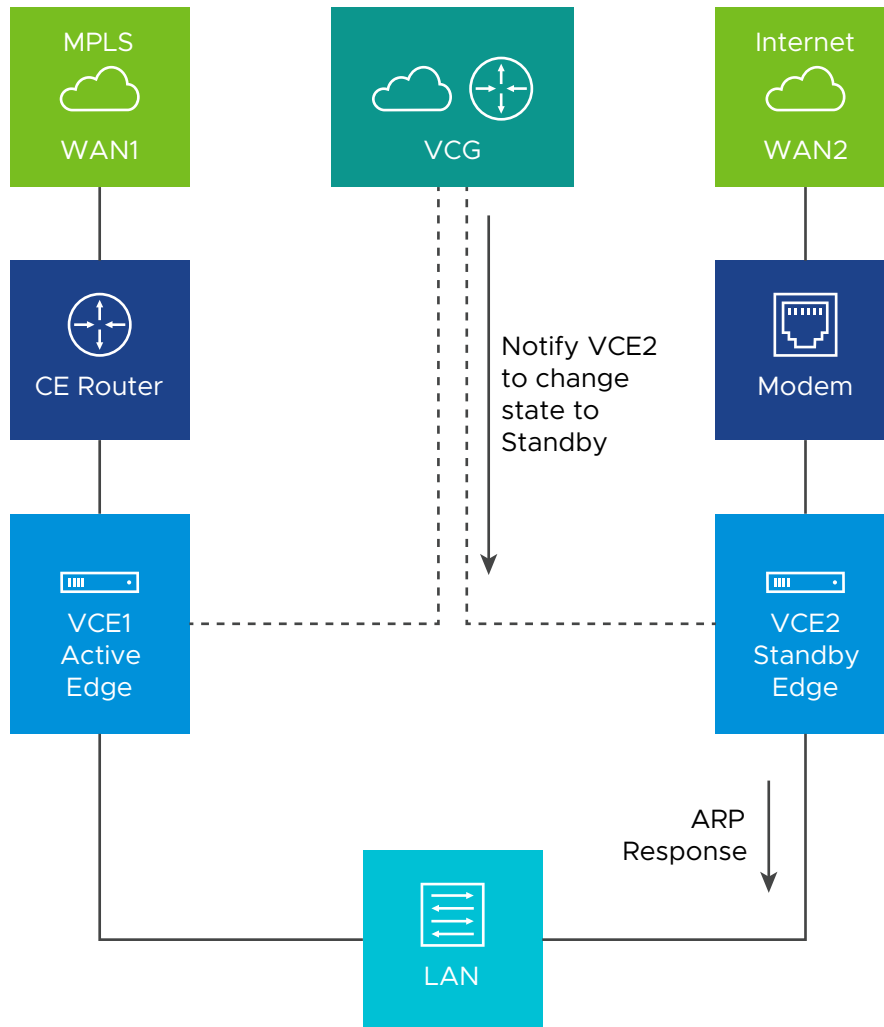 MPLS
WAN1
VCG
Internet
WAN2
CE Router
Notify VCE2
to change
state to
Standby
Modem
VCE1
Active
Edge
VCE2
Standby
Edge
ARP
Response
LAN